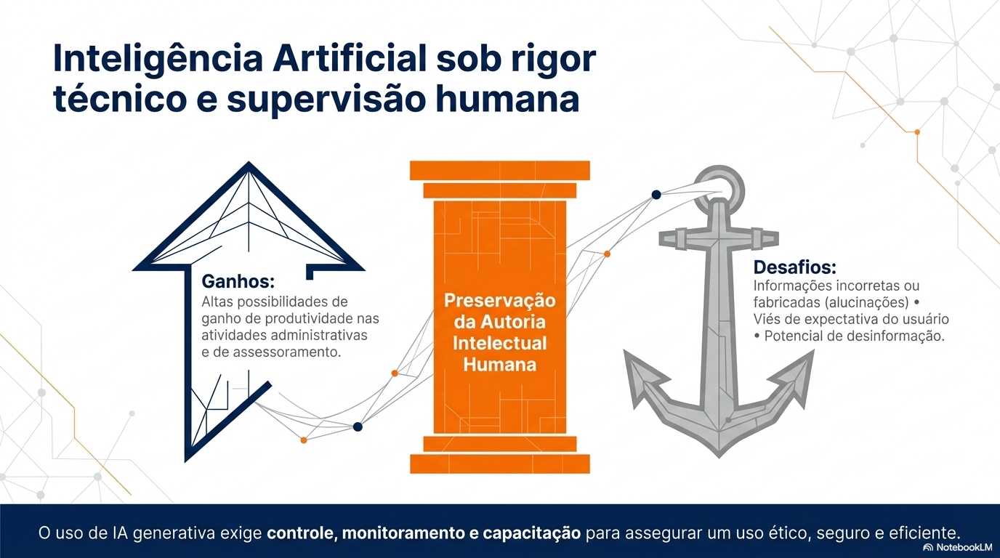 Inteligência Artificial sob rigor
técnico e supervisão humana
Ganhos:
Altas possibilidades de
ganho de produtividade nas
atividades administrativas
e de assessoramento.
Preservação
da Autoria
Intelectual
Humana
Desafios:
Informações incorretas ou
fabricadas (alucinações) •
Viés de expectativa do usuário
• Potencial de desinformação.
O uso de IA generativa exige controle, monitoramento e capacitação para assegurar um uso ético, seguro e eficiente.
NotebookLM